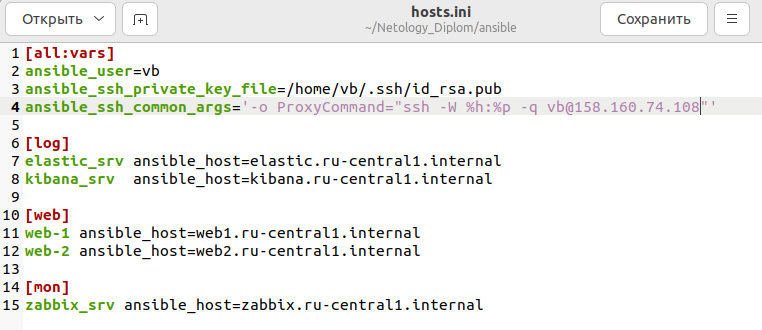 Открыть
hosts.ini
~/Netology_Diplom/ansible
Сохранить
1 [all:vars]
2 ansible_user=vb
3 ansible_ssh_private_key_file=/home/vb/.ssh/id_rsa.pub
4 ansible_ssh_common_args='-o ProxyCommand="ssh -W %h:%p -q vb@158.160.74.108"'
5
6 [log]
7 elastic_srv ansible_host=elastic.ru-central1.internal
8 kibana_srv  ansible_host=kibana.ru-central1.internal
9
10 [web]
11 web-1 ansible_host=web1.ru-central1.internal
12 web-2 ansible_host=web2.ru-central1.internal
13
14 [mon]
15 zabbix_srv ansible_host=zabbix.ru-central1.internal